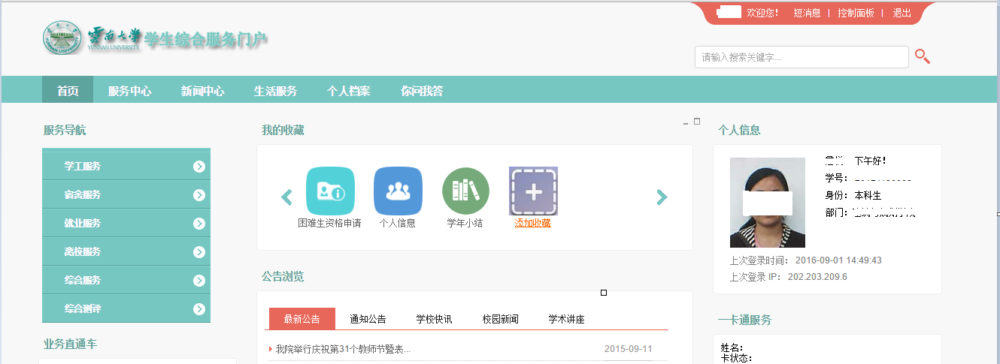 欢迎您! 短消息 | 控制面板 | 退出
雲南大学 学生综合服务门户
YUNNAN UNIVERSITY
请输入搜索关键字...
首页 服务中心 新闻中心 生活服务 个人档案 你问我答
服务导航
学工服务
宿舍服务
就业服务
离校服务
综合服务
综合测评
业务直通车
我的收藏
困难生资格申请 个人信息 学年小结 添加收藏
公告浏览
最新公告 通知公告 学校快讯 校园新闻 学术讲座
我院举行庆祝第31个教师节暨表... 2015-09-11
个人信息
下午好!
学号：
身份： 本科生
部门：
上次登录时间： 2016-09-01 14:49:43
上次登录 IP： 202.203.209.6
一卡通服务
姓名：
卡状态：